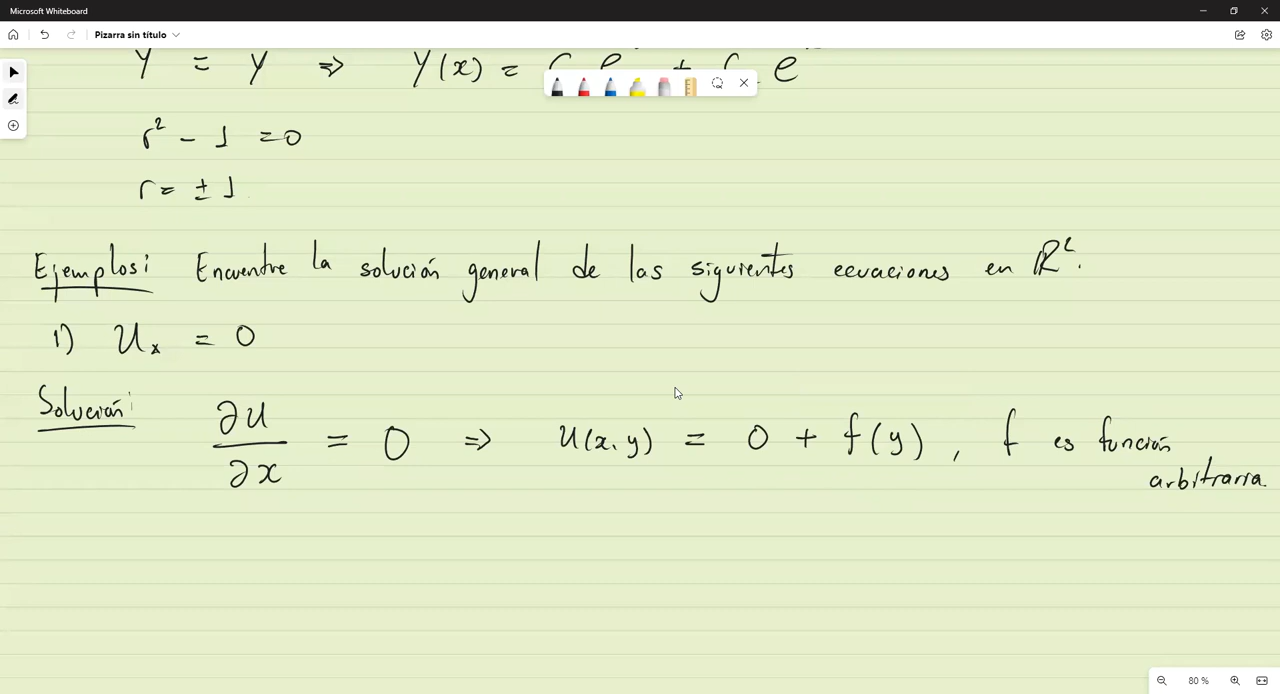 Microsoft Whiteboard
Pizarra sin título
y = y ⇒ y(x) = C e + C e
r² - 1 = 0
r = ± 1
Ejemplos: Encuentre la solución general de las siguientes ecuaciones en ℝ².
1) Uₓ = 0
Solución: ∂U/∂x = 0 ⇒ U(x,y) = 0 + f(y), f es función
arbitraria.
80 %